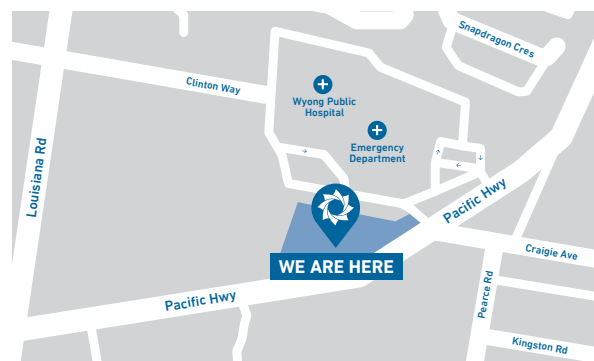 Snapdragon Cres
Clinton Way
Wyong Public
Hospital
Emergency
Department
Louisiana Rd
Pacific Hwy
WE ARE HERE
Craigie Ave
Pacific Hwy
Pearce Rd
Kingston Rd